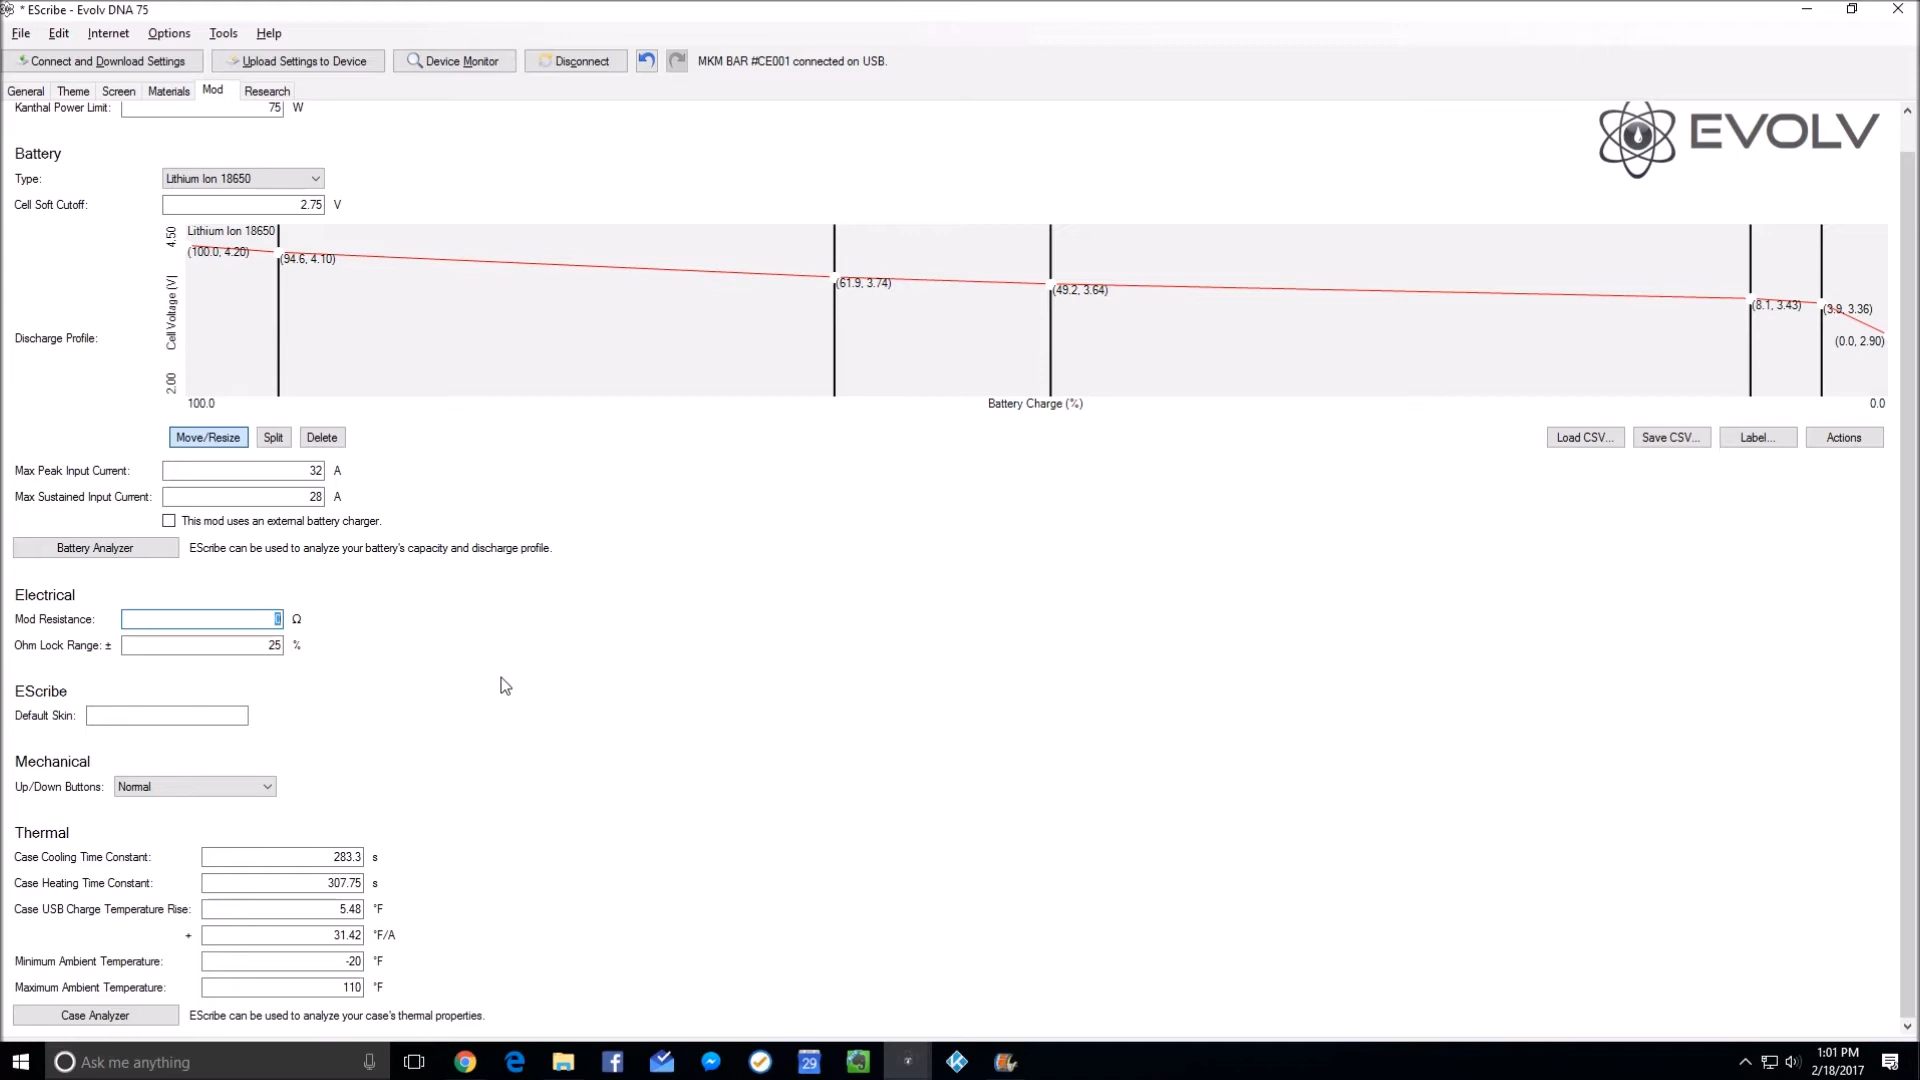 * EScribe - Evolv DNA 75
File Edit Internet Options Tools Help
Connect and Download Settings Upload Settings to Device Device Monitor Disconnect MKM BAR #CE001 connected on USB.
General Theme Screen Materials Mod Research
Kanthal Power Limit: 75 W
EVOLV
Battery
Type: Lithium Ion 18650
Cell Soft Cutoff: 2.75 V
Lithium Ion 18650
4.50
(100.0, 4.20)
(94.6, 4.10)
(61.9, 3.74)
(49.2, 3.64)
(8.1, 3.43)
(3.9, 3.36)
(0.0, 2.90)
Cell Voltage (V)
Discharge Profile:
2.00
100.0 Battery Charge (%) 0.0
Move/Resize Split Delete Load CSV... Save CSV... Label... Actions
Max Peak Input Current: 32 A
Max Sustained Input Current: 28 A
This mod uses an external battery charger.
Battery Analyzer EScribe can be used to analyze your battery's capacity and discharge profile.
Electrical
Mod Resistance: Ω
Ohm Lock Range: ± 25 %
EScribe
Default Skin:
Mechanical
Up/Down Buttons: Normal
Thermal
Case Cooling Time Constant: 283.3 s
Case Heating Time Constant: 307.75 s
Case USB Charge Temperature Rise: 5.48 °F
+ 31.42 °F/A
Minimum Ambient Temperature: -20 °F
Maximum Ambient Temperature: 110 °F
Case Analyzer EScribe can be used to analyze your case's thermal properties.
Ask me anything 29 1:01 PM
2/18/2017